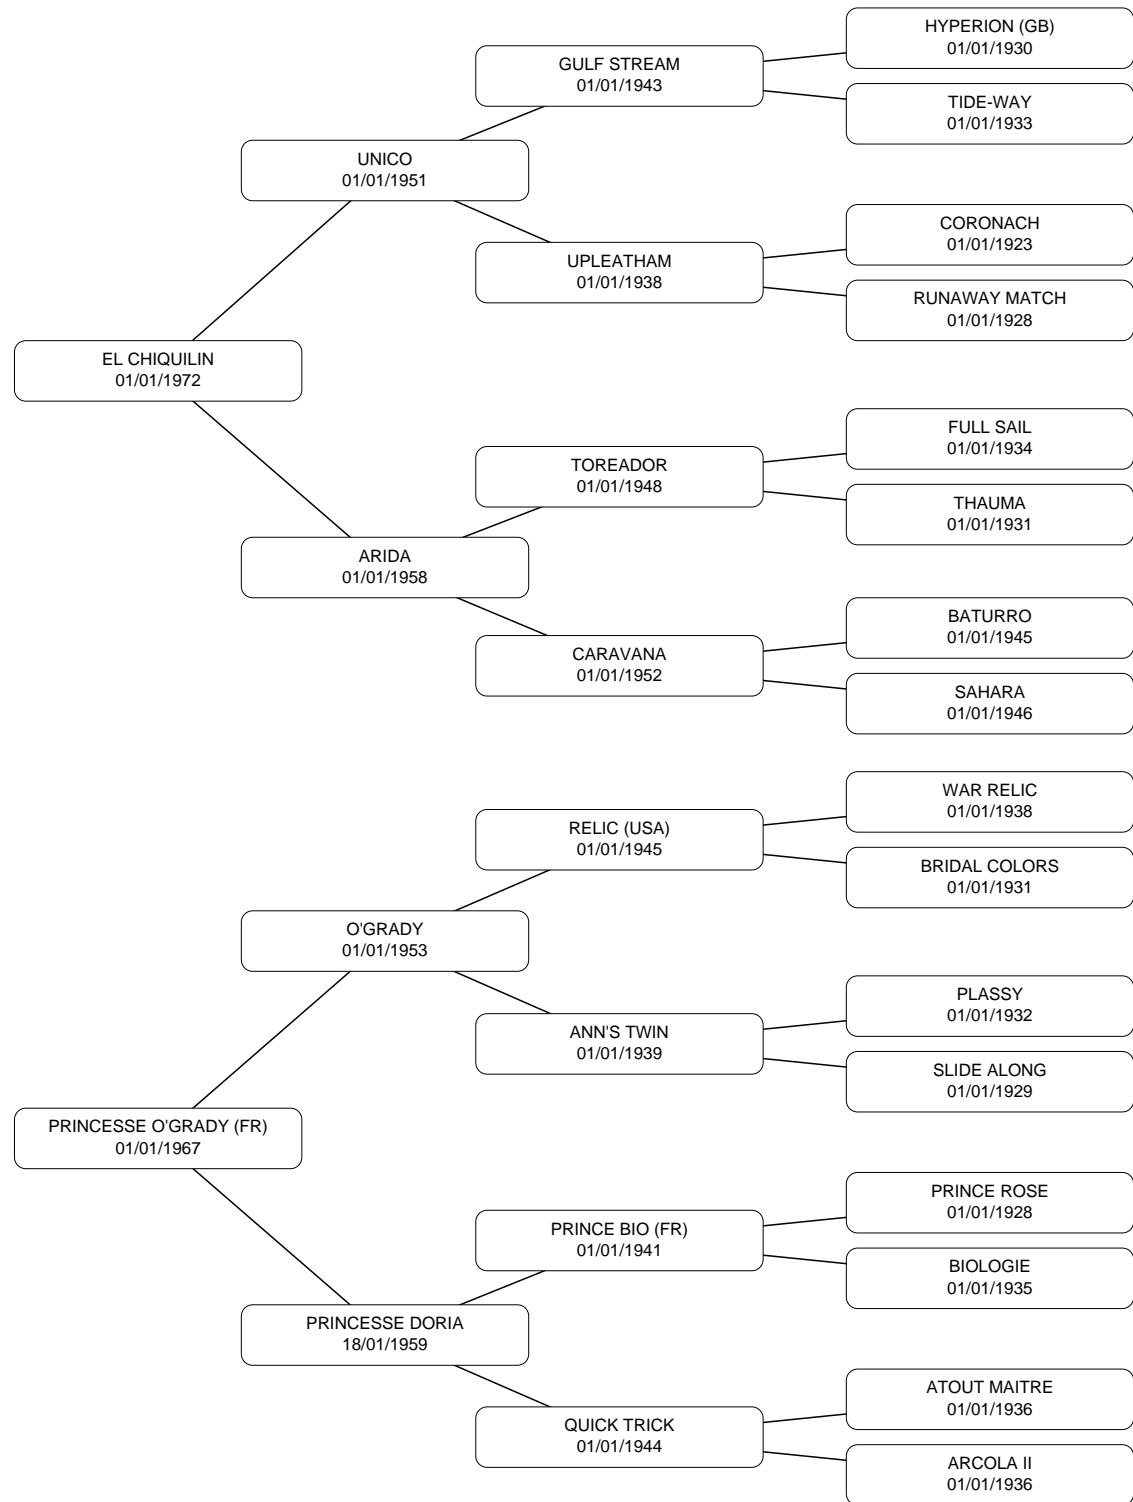 HYPERION (GB)
01/01/1930
GULF STREAM
01/01/1943
TIDE-WAY
01/01/1933
UNICO
01/01/1951
CORONACH
01/01/1923
UPLEATHAM
01/01/1938
RUNAWAY MATCH
01/01/1928
EL CHIQUILIN
01/01/1972
FULL SAIL
01/01/1934
TOREADOR
01/01/1948
THAUMA
01/01/1931
ARIDA
01/01/1958
BATURRO
01/01/1945
CARAVANA
01/01/1952
SAHARA
01/01/1946
WAR RELIC
01/01/1938
RELIC (USA)
01/01/1945
BRIDAL COLORS
01/01/1931
O'GRADY
01/01/1953
PLASSY
01/01/1932
ANN'S TWIN
01/01/1939
SLIDE ALONG
01/01/1929
PRINCESSE O'GRADY (FR)
01/01/1967
PRINCE ROSE
01/01/1928
PRINCE BIO (FR)
01/01/1941
BIOLOGIE
01/01/1935
PRINCESSE DORIA
18/01/1959
ATOUT MAITRE
01/01/1936
QUICK TRICK
01/01/1944
ARCOLA II
01/01/1936